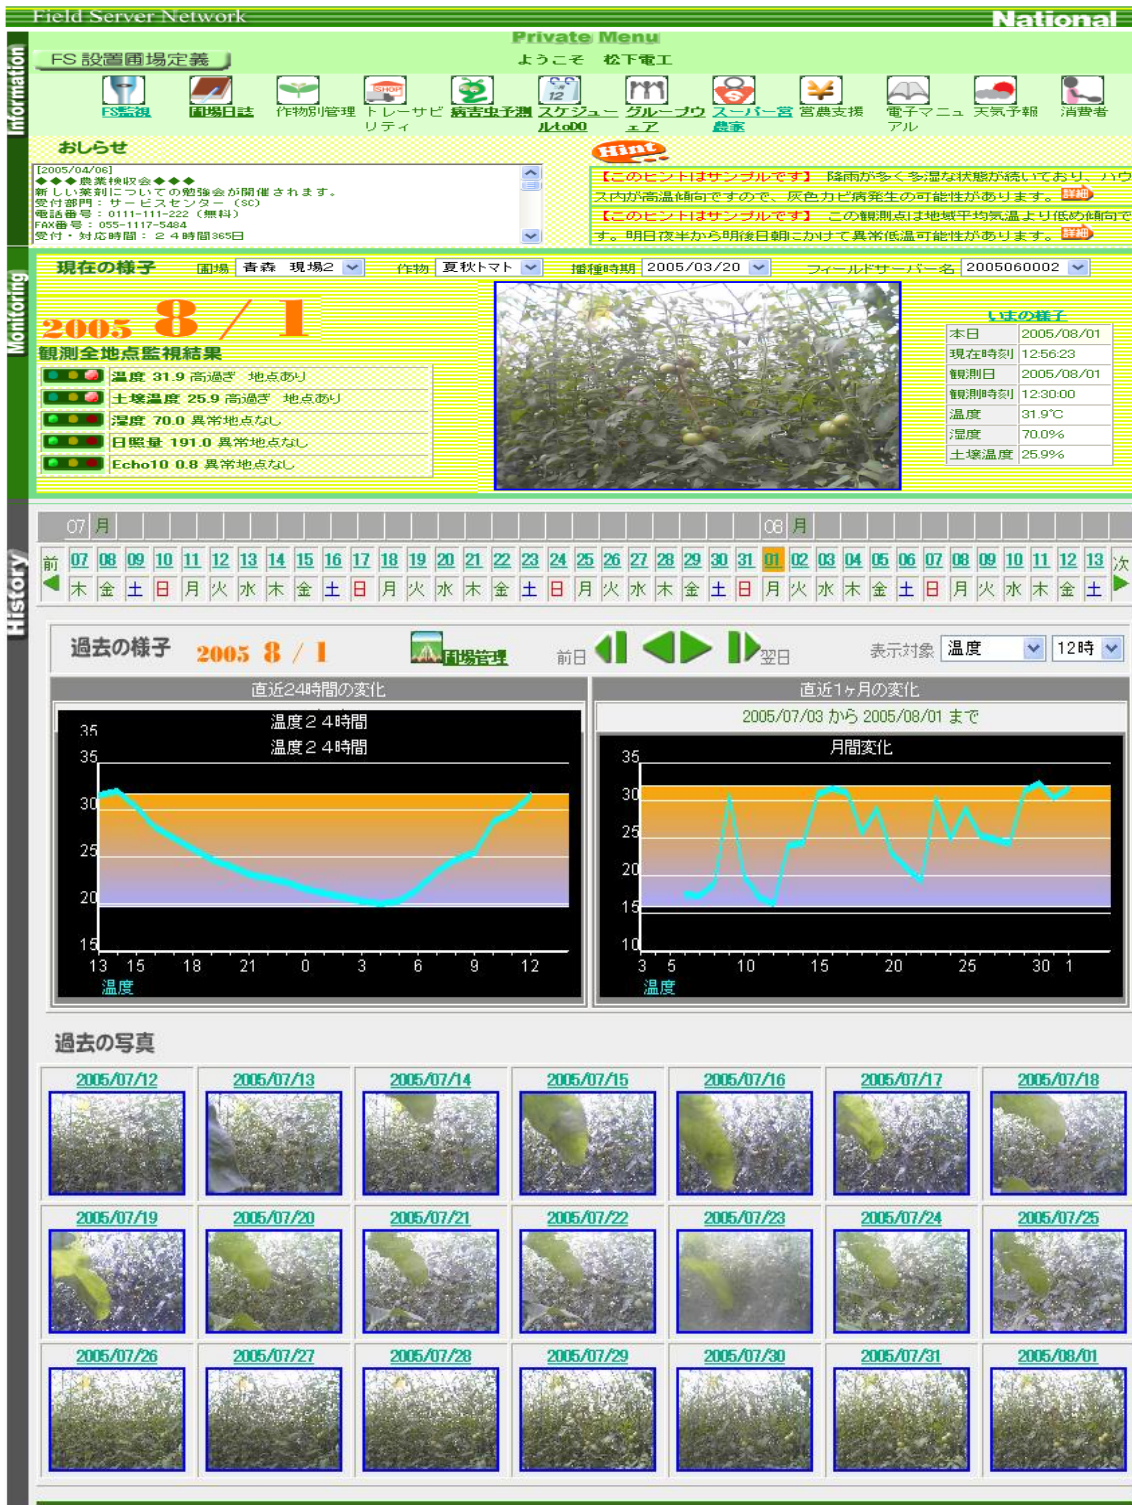 Field Server Network
National
Private Menu
FS 設置圃場定義
ようこそ 松下電工
Information
FS監視
圃場日誌
作物別管理
トレーサビリティ
病害虫予測
スケジュールtoDO
グループウェア
スーパー営農家
営農支援
電子マニュアル
天気予報
消費者
おしらせ
[2005/04/06]
◆◆◆農業検収会◆◆◆
新しい薬剤についての勉強会が開催されます。
受付部門：サービスセンター（SC）
電話番号：0111-111-222（無料）
FAX番号：055-1117-5484
受付・対応時間：２４時間365日
Hint
【このヒントはサンプルです】 降雨が多く多湿な状態が続いており、ハウ
ス内が高温傾向ですので、灰色カビ病発生の可能性があります。詳細
【このヒントはサンプルです】 この観測点は地域平均気温より低め傾向で
す。明日夜半から明後日朝にかけて異常低温可能性があります。詳細
Monitoring
現在の様子 圃場 青森 現場2 作物 夏秋トマト 播種時期 2005/03/20 フィールドサーバー名 2005060002
2005 8 / 1
観測全地点監視結果
温度 31.9 高過ぎ 地点あり
土壌温度 25.9 高過ぎ 地点あり
湿度 70.0 異常地点なし
日照量 191.0 異常地点なし
Echo10 0.8 異常地点なし
いまの様子
本日 2005/08/01
現在時刻 12:56:23
観測日 2005/08/01
観測時刻 12:30:00
温度 31.9℃
湿度 70.0%
土壌温度 25.9%
History
07 月 08 月
前 07 08 09 10 11 12 13 14 15 16 17 18 19 20 21 22 23 24 25 26 27 28 29 30 31 01 02 03 04 05 06 07 08 09 10 11 12 13 次
木 金 土 日 月 火 水 木 金 土 日 月 火 水 木 金 土 日 月 火 水 木 金 土 日 月 火 水 木 金 土 日 月 火 水 木 金 土
過去の様子 2005 8 / 1 圃場管理 前日 翌日 表示対象 温度 12時
直近24時間の変化
温度２４時間
温度２４時間
35
35
30
25
20
15
13 15 18 21 0 3 6 9 12
温度
直近1ヶ月の変化
2005/07/03 から 2005/08/01 まで
月間変化
35
30
25
20
15
10
3 5 10 15 20 25 30 1
温度
過去の写真
2005/07/12 2005/07/13 2005/07/14 2005/07/15 2005/07/16 2005/07/17 2005/07/18
2005/07/19 2005/07/20 2005/07/21 2005/07/22 2005/07/23 2005/07/24 2005/07/25
2005/07/26 2005/07/27 2005/07/28 2005/07/29 2005/07/30 2005/07/31 2005/08/01